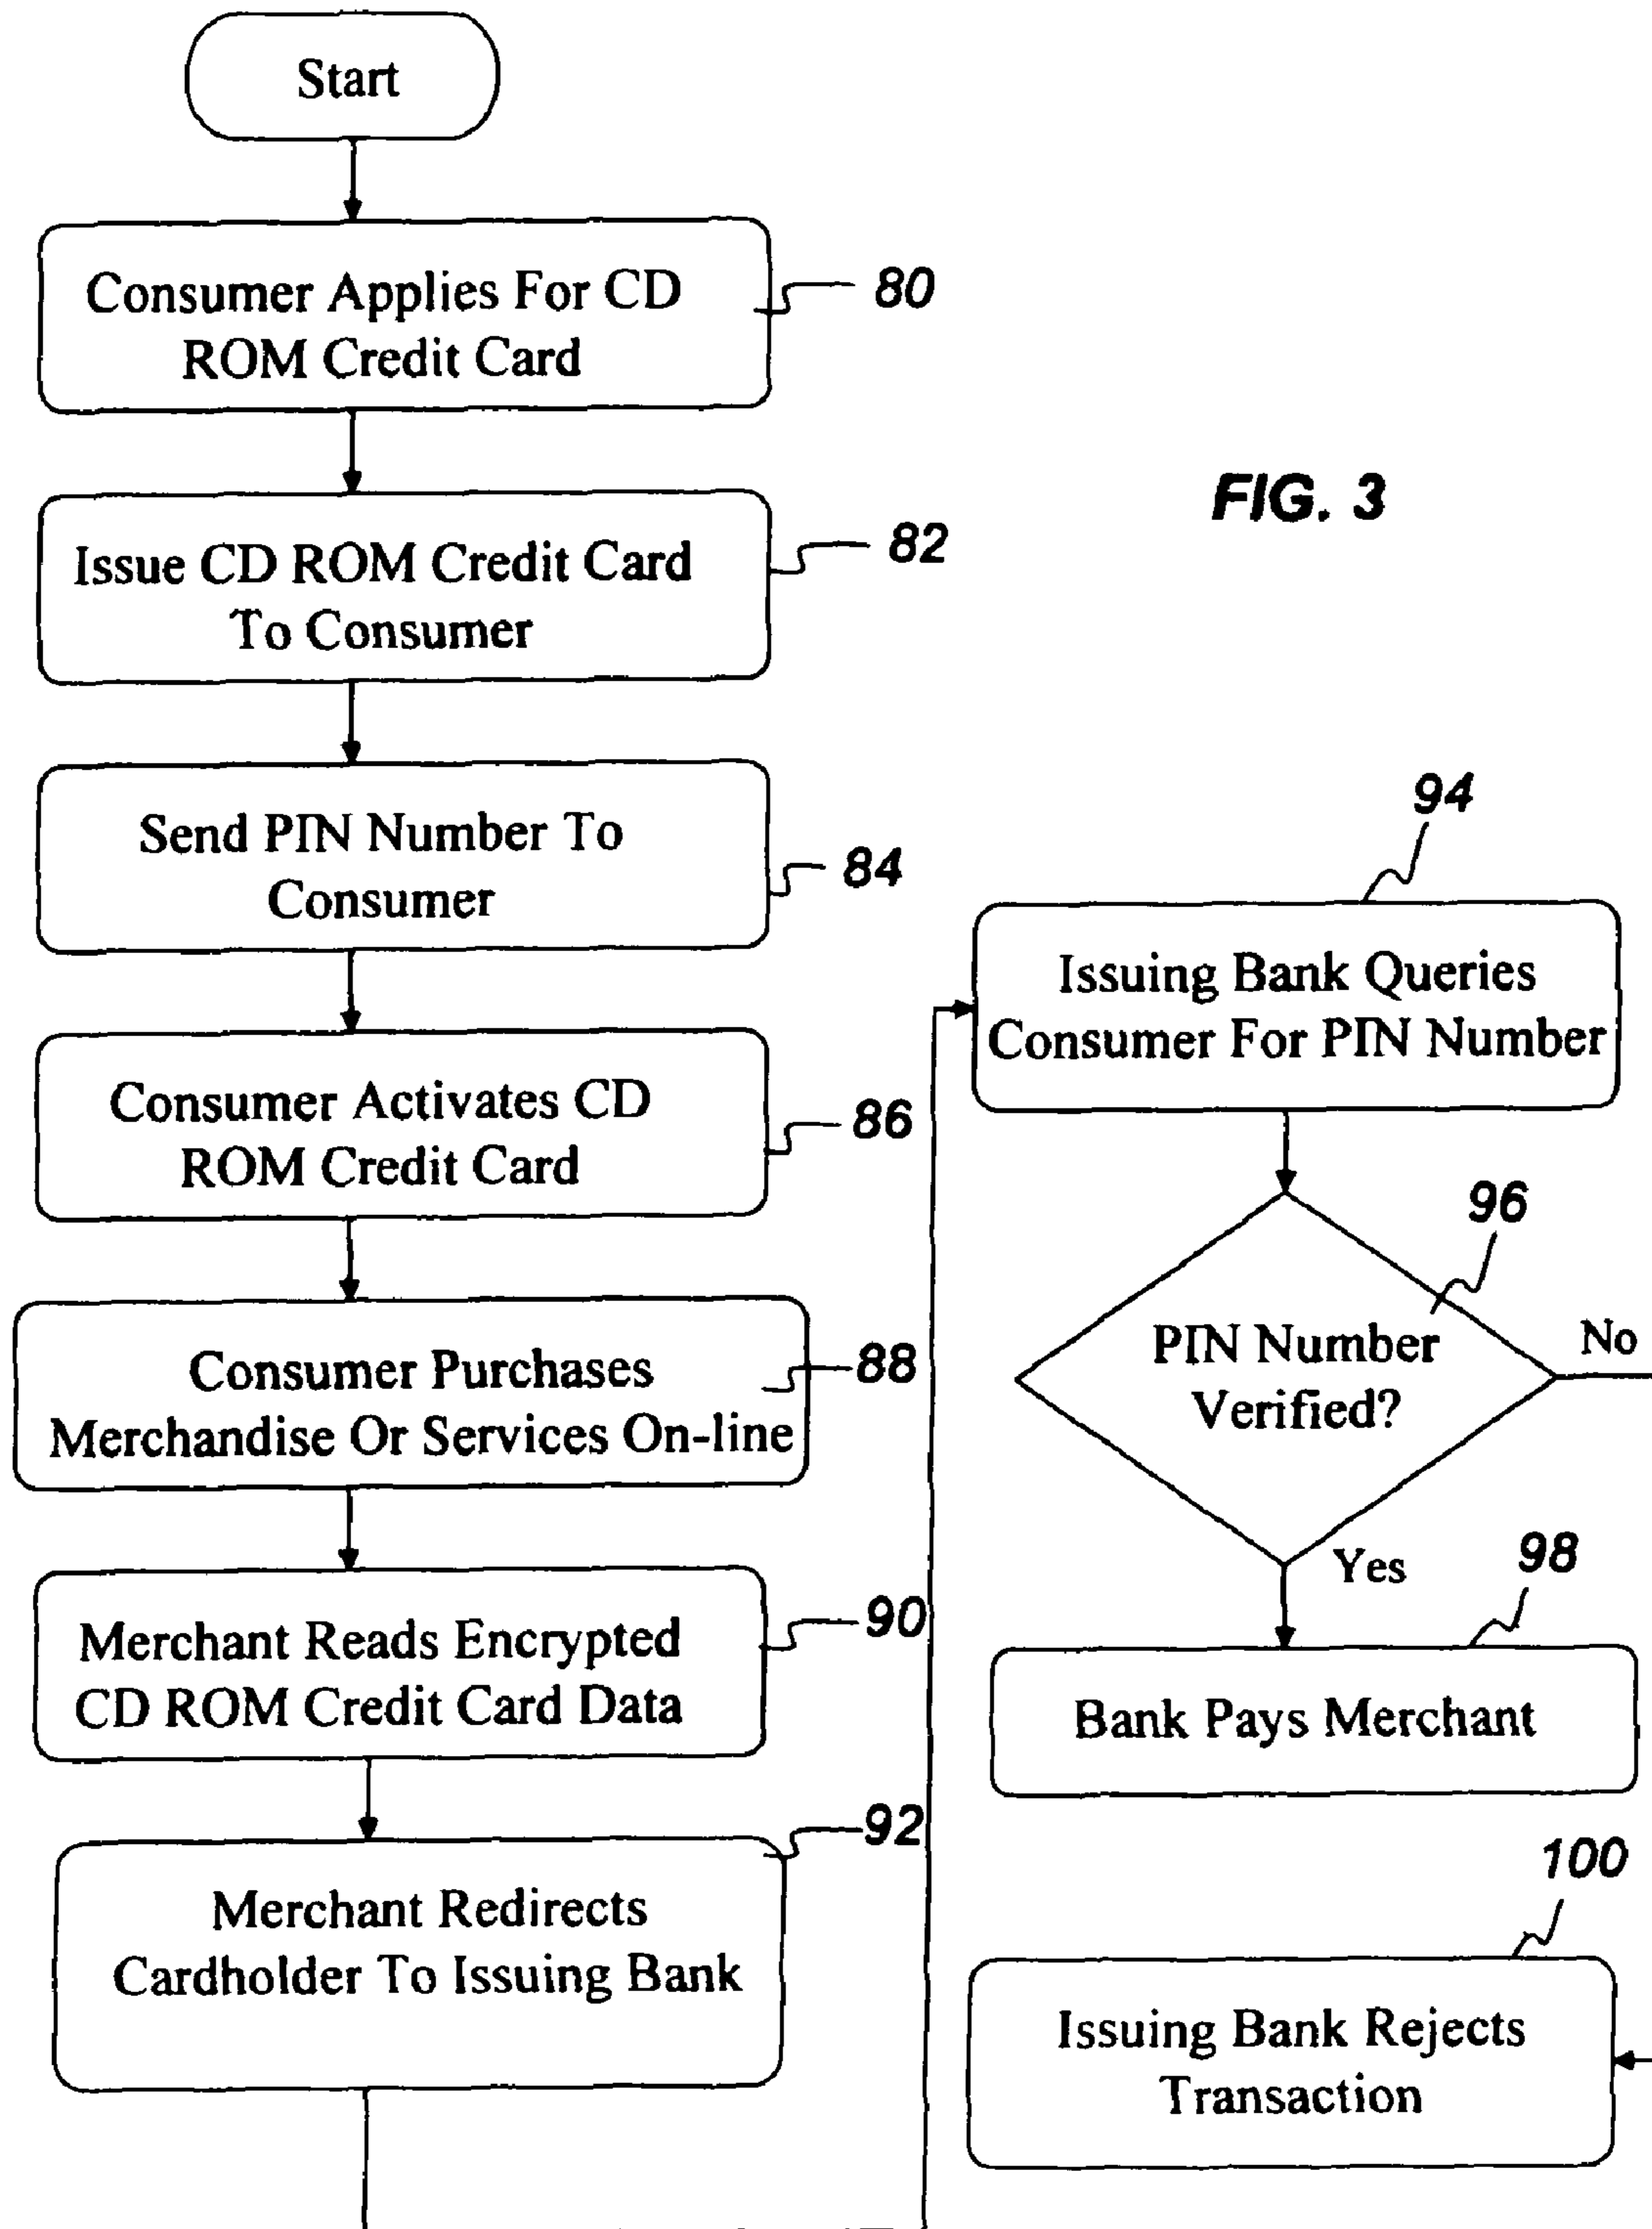 Start
Consumer Applies For CD
ROM Credit Card
80
Issue CD ROM Credit Card
To Consumer
82
Send PIN Number To
Consumer
84
Consumer Activates CD
ROM Credit Card
86
Consumer Purchases
Merchandise Or Services On-line
88
Merchant Reads Encrypted
CD ROM Credit Card Data
90
Merchant Redirects
Cardholder To Issuing Bank
92
FIG. 3
94
Issuing Bank Queries
Consumer For PIN Number
96
PIN Number
Verified?
No
Yes
98
Bank Pays Merchant
100
Issuing Bank Rejects
Transaction